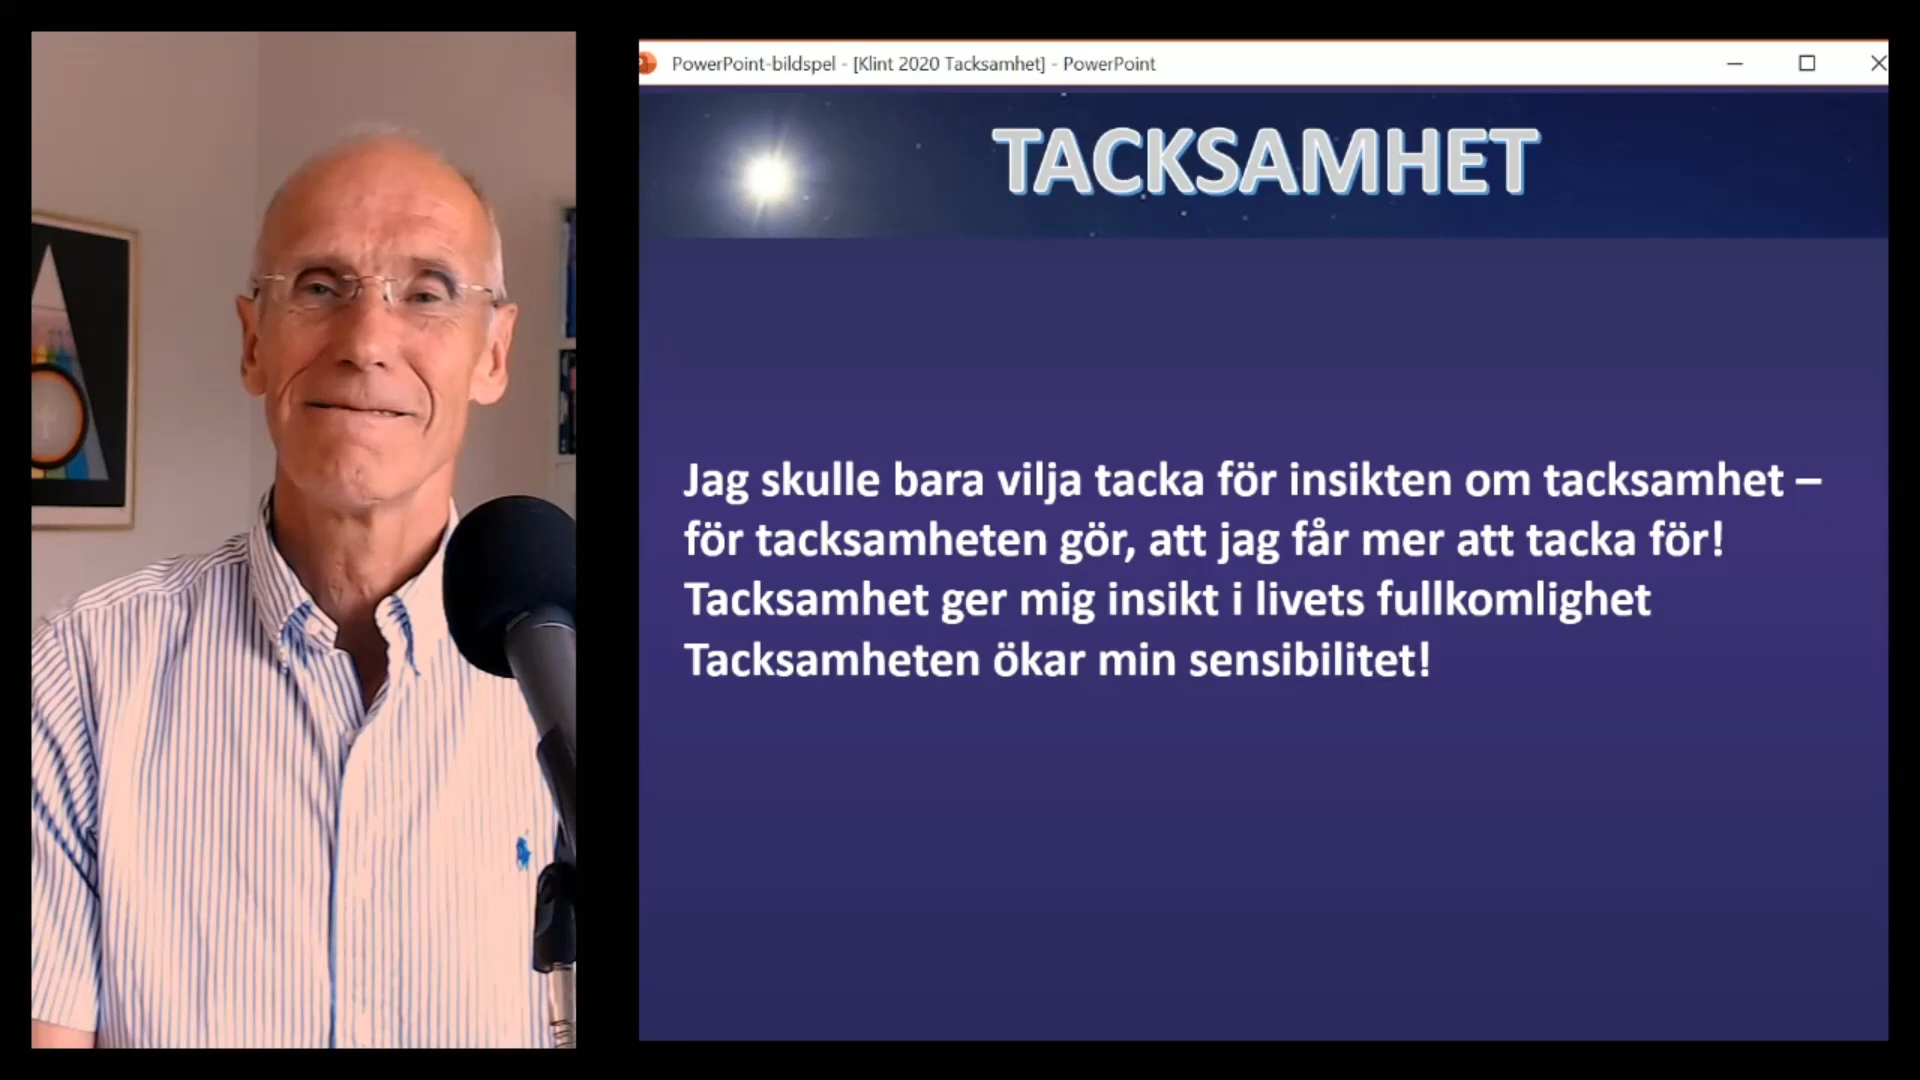 PowerPoint-bildspel - [Klint 2020 Tacksamhet] - PowerPoint
TACKSAMHET
Jag skulle bara vilja tacka för insikten om tacksamhet –
för tacksamheten gör, att jag får mer att tacka för!
Tacksamhet ger mig insikt i livets fullkomlighet
Tacksamheten ökar min sensibilitet!